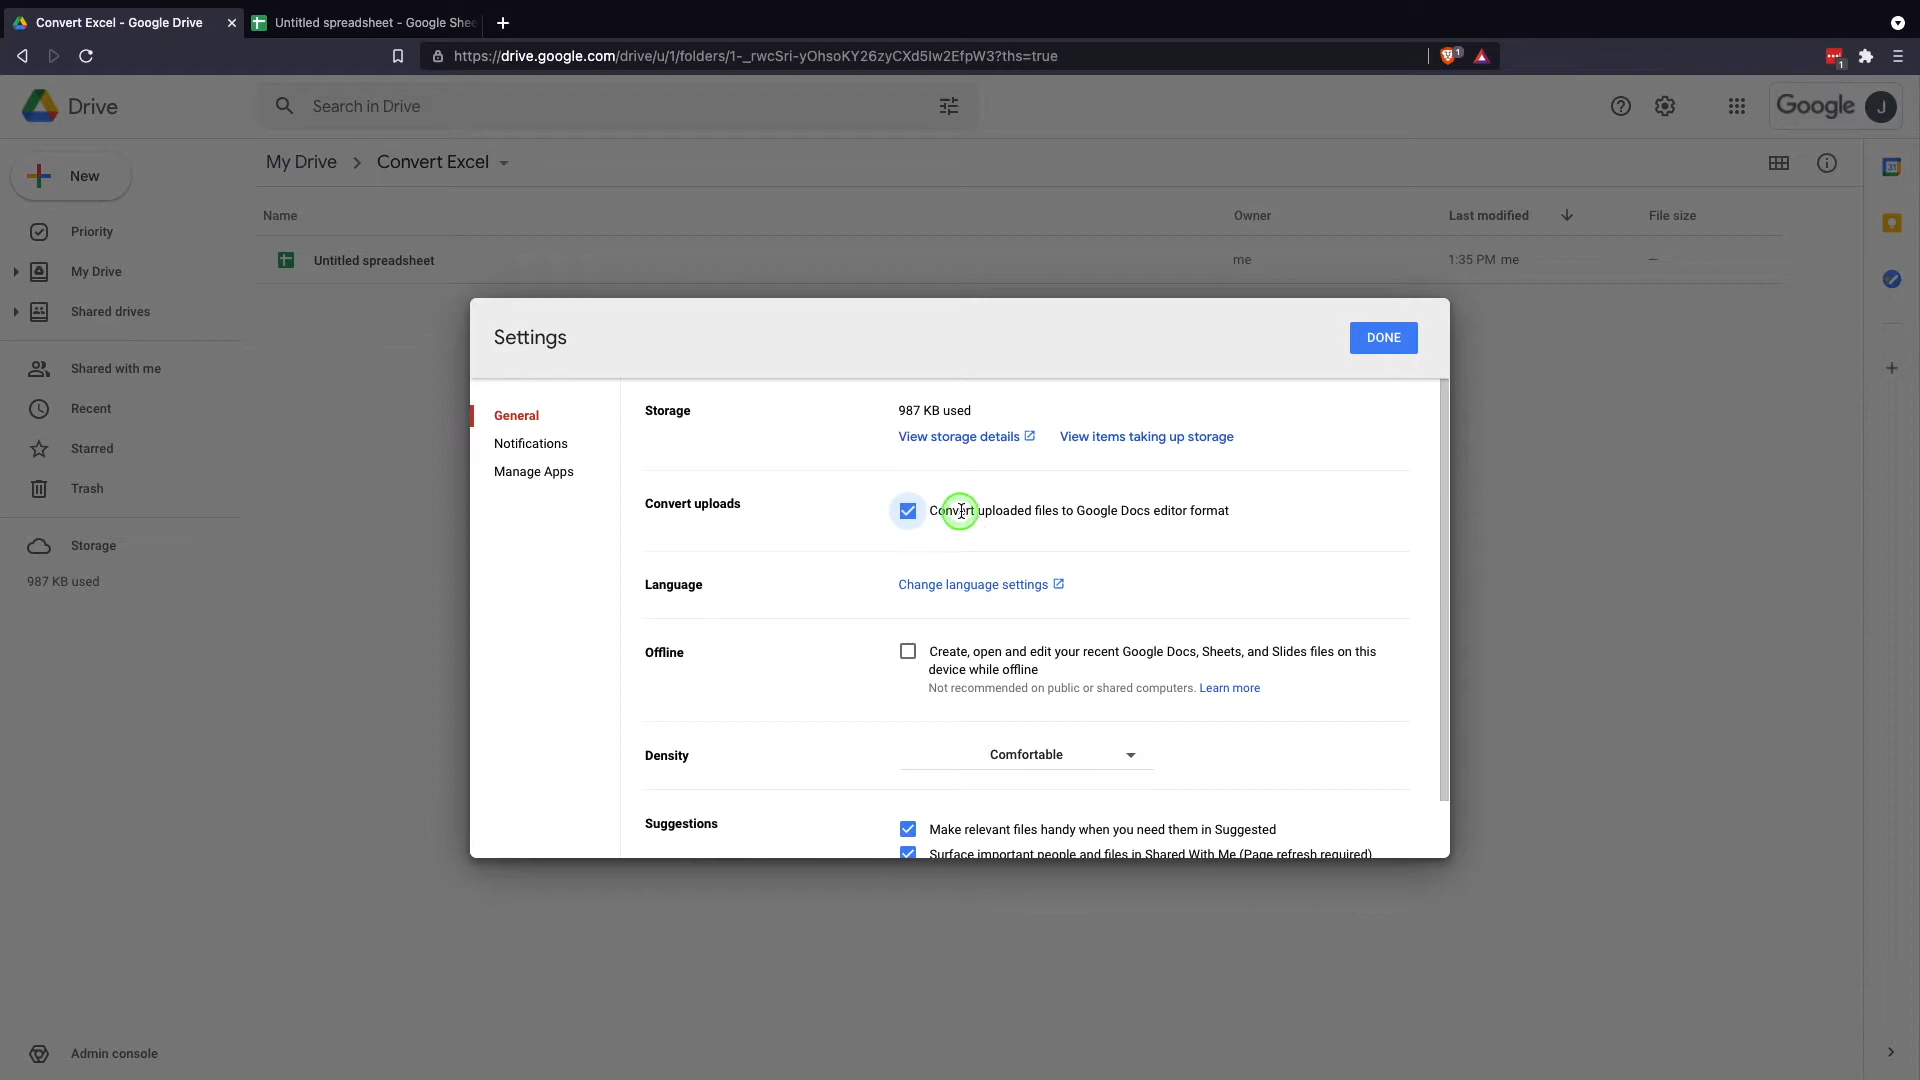 Convert Excel - Google Drive
Untitled spreadsheet - Google Shee
https://drive.google.com/drive/u/1/folders/1-_rwcSri-yOhsoKY26zyCXd5Iw2EfpW3?ths=true
1
1
Drive
Search in Drive
Google
J
New
My Drive
Convert Excel
31
Name
Owner
Last modified
File size
Priority
Untitled spreadsheet
me
1:35 PM me
—
My Drive
Shared drives
Shared with me
Recent
Starred
Trash
Storage
987 KB used
Settings
DONE
General
Notifications
Manage Apps
Storage
987 KB used
View storage details
View items taking up storage
Convert uploads
Convert uploaded files to Google Docs editor format
Language
Change language settings
Offline
Create, open and edit your recent Google Docs, Sheets, and Slides files on this
device while offline
Not recommended on public or shared computers. Learn more
Density
Comfortable
Suggestions
Make relevant files handy when you need them in Suggested
Surface important people and files in Shared With Me (Page refresh required)
Admin console